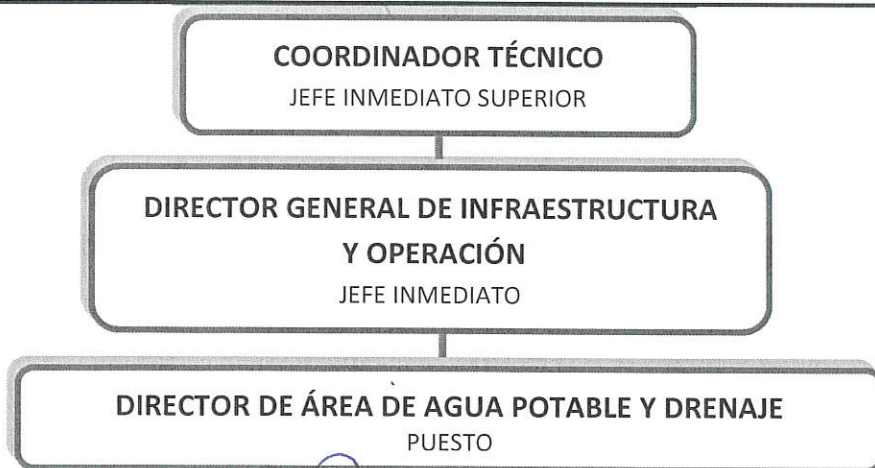 COORDINADOR TÉCNICO
JEFE INMEDIATO SUPERIOR
DIRECTOR GENERAL DE INFRAESTRUCTURA
Y OPERACIÓN
JEFE INMEDIATO
DIRECTOR DE ÁREA DE AGUA POTABLE Y DRENAJE
PUESTO